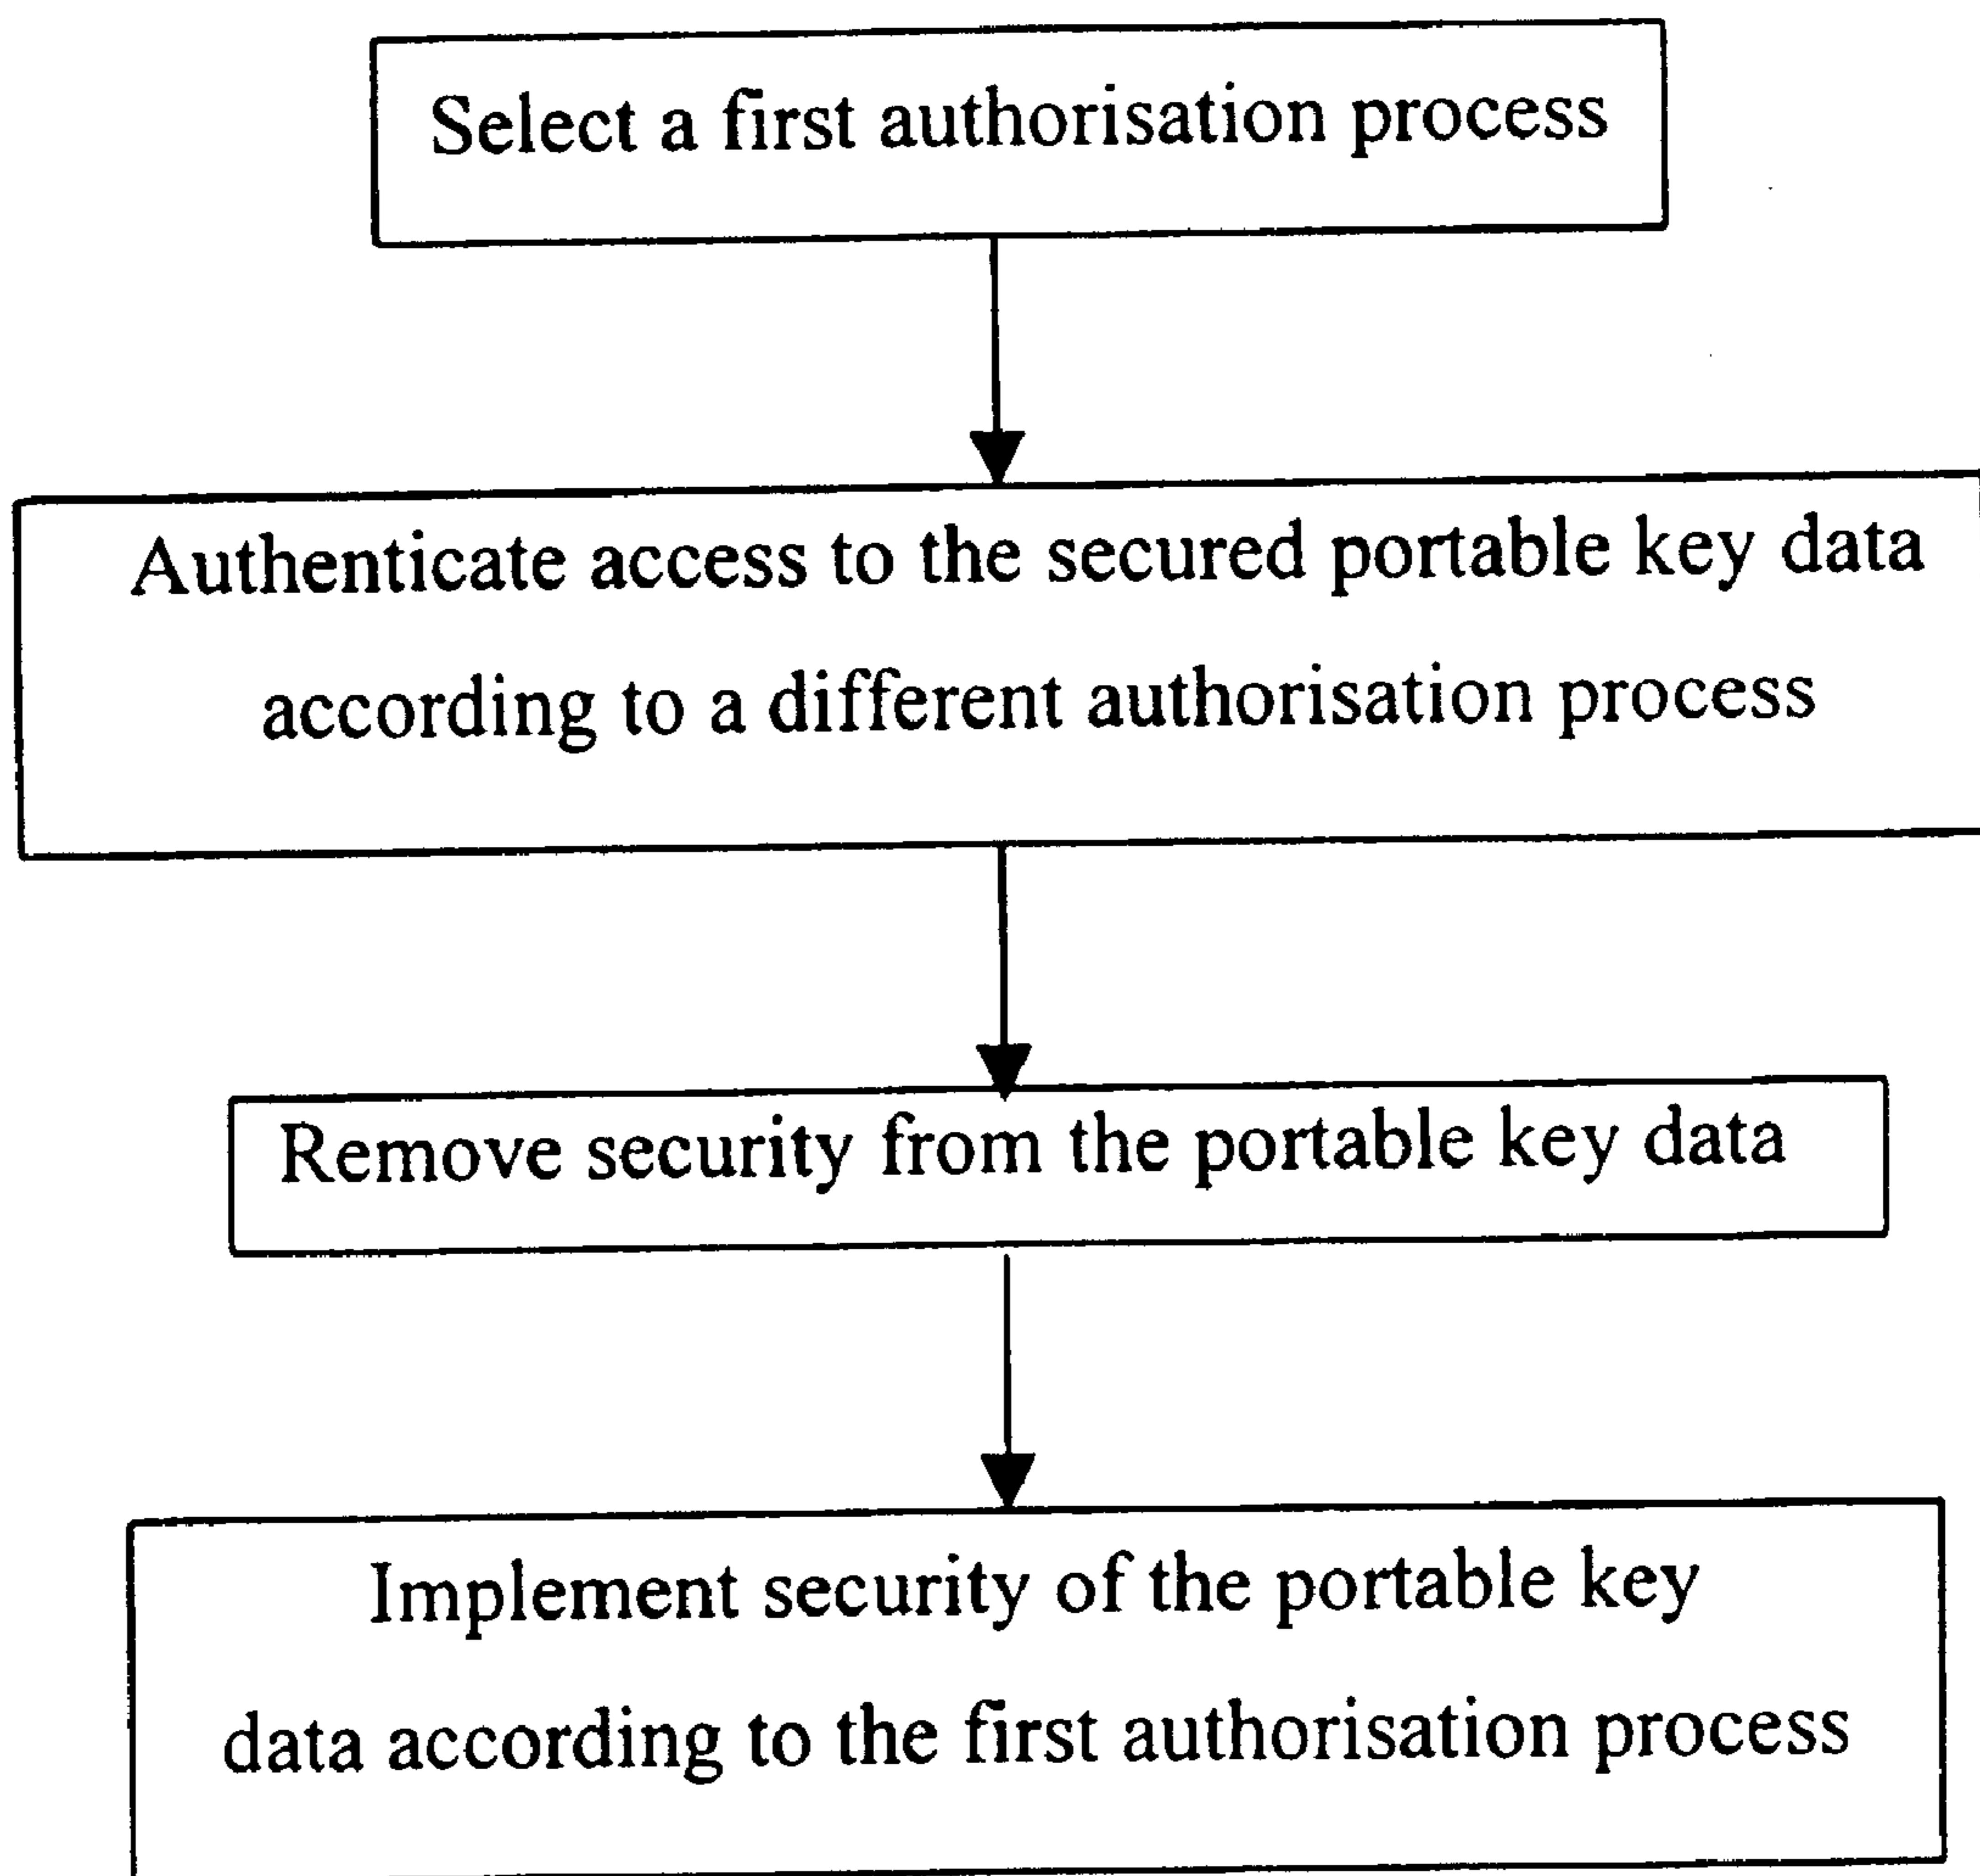 Select a first authorisation process
Authenticate access to the secured portable key data
according to a different authorisation process
Remove security from the portable key data
Implement security of the portable key
data according to the first authorisation process